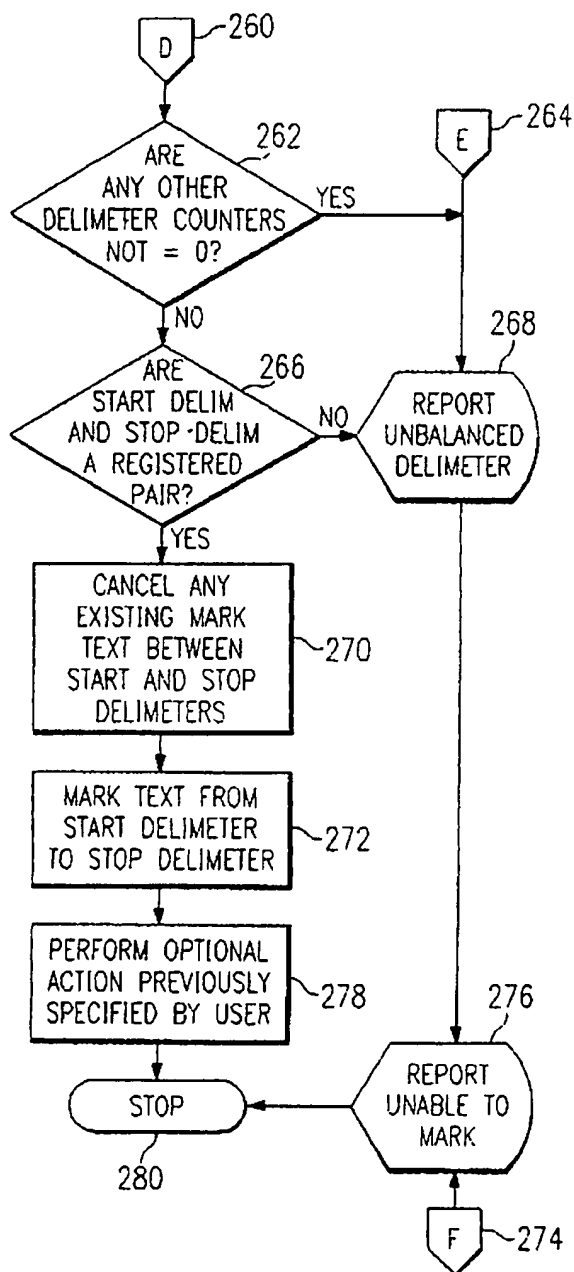 D
260
262
ARE
ANY OTHER
DELIMETER COUNTERS
NOT = 0?
YES
E
264
NO
266
ARE
START DELIM
AND STOP-DELIM
A REGISTERED
PAIR?
NO
268
REPORT
UNBALANCED
DELIMETER
YES
CANCEL ANY
EXISTING MARK
TEXT BETWEEN
START AND STOP
DELIMETERS
270
MARK TEXT FROM
START DELIMETER
TO STOP DELIMETER
272
PERFORM OPTIONAL
ACTION PREVIOUSLY
SPECIFIED BY USER
278
276
REPORT
UNABLE TO
MARK
STOP
280
F
274